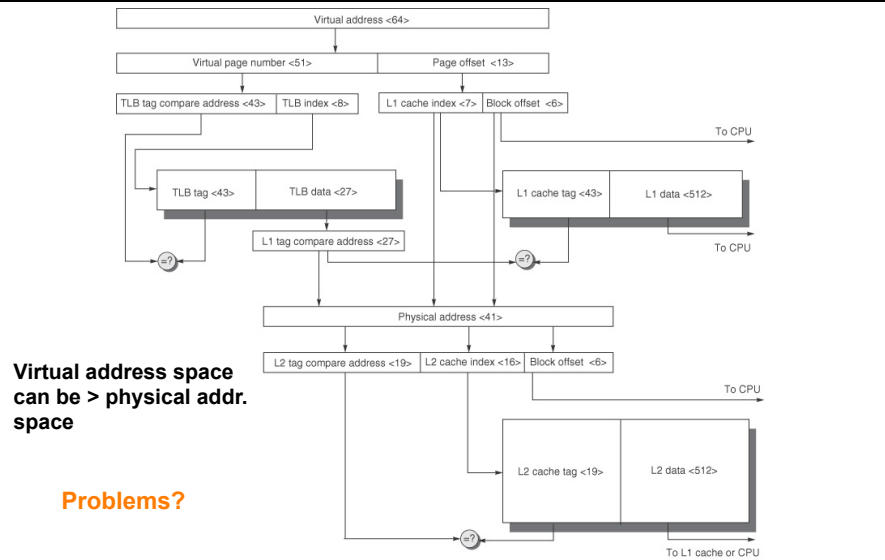 Virtual address <64>
Virtual page number <51>
Page offset <13>
TLB tag compare address <43>
TLB index <8>
L1 cache index <7>
Block offset <6>
To CPU
TLB tag <43>
TLB data <27>
L1 cache tag <43>
L1 data <512>
To CPU
L1 tag compare address <27>
=?
=?
Physical address <41>
L2 tag compare address <19>
L2 cache index <16>
Block offset <6>
To CPU
Virtual address space
can be > physical addr.
space
L2 cache tag <19>
L2 data <512>
Problems?
=?
To L1 cache or CPU